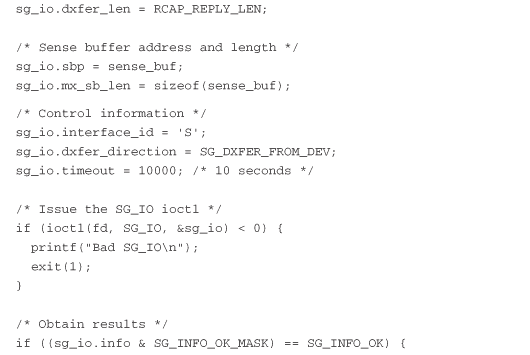 sg_io.dxfer_len = RCAP_REPLY_LEN;
/* Sense buffer address and length */
sg_io.sbp = sense_buf;
sg_io.mx_sb_len = sizeof(sense_buf);
/* Control information */
sg_io.interface_id = 'S';
sg_io.dxfer_direction = SG_DXFER_FROM_DEV;
sg_io.timeout = 10000; /* 10 seconds */
/* Issue the SG_IO ioctl */
if (ioctl(fd, SG_IO, &sg_io) < 0) {
printf("Bad SG_IO\n");
exit(1);
}
/* Obtain results */
if ((sg_io.info & SG_INFO_OK_MASK) == SG_INFO_OK) {